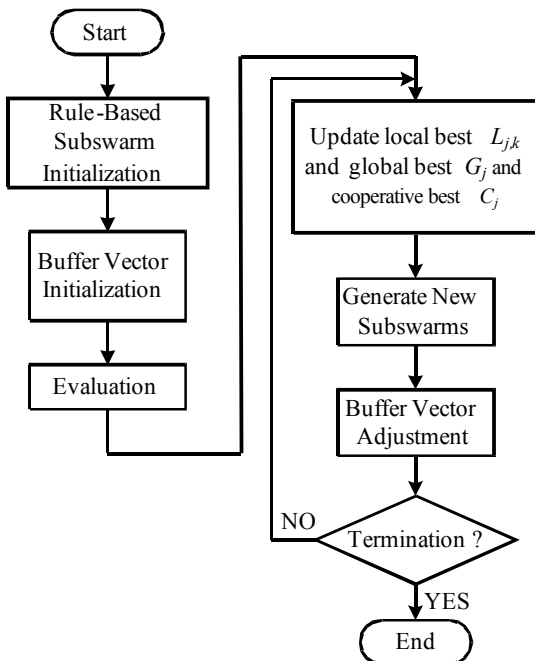 Start
Rule-Based
Subswarm
Initialization
Buffer Vector
Initialization
Evaluation
Update local best L_{j,k}
and global best G_j and
cooperative best C_j
Generate New
Subswarms
Buffer Vector
Adjustment
NO
Termination ?
YES
End